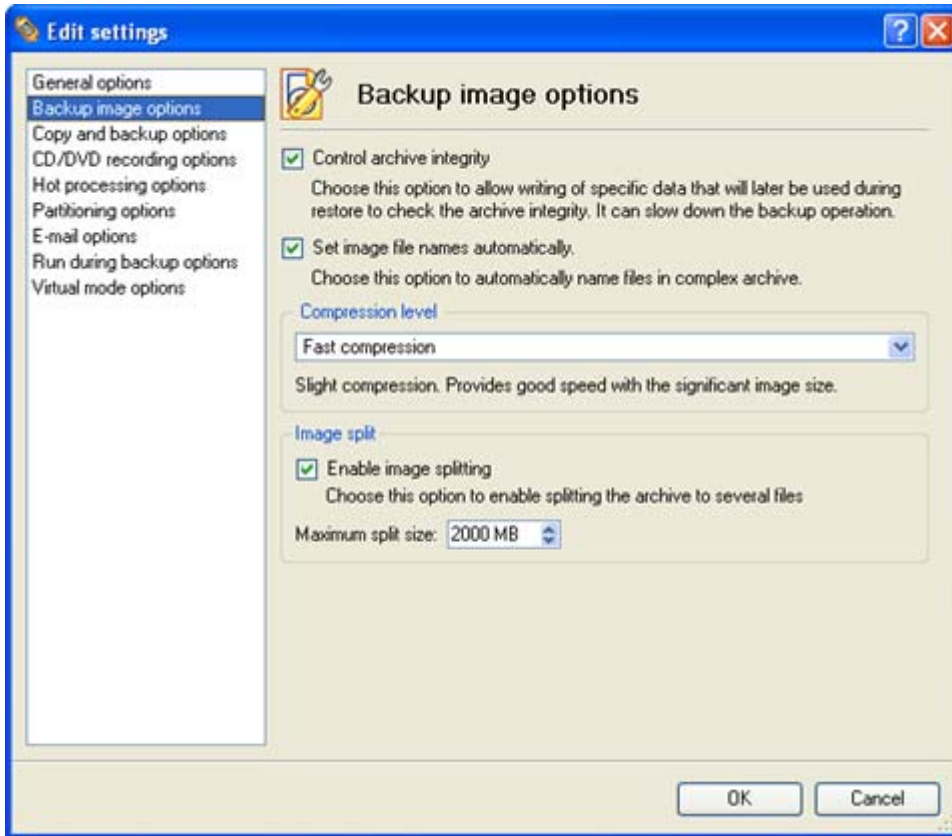 Edit settings
General options
Backup image options
Copy and backup options
CD/DVD recording options
Hot processing options
Partitioning options
E-mail options
Run during backup options
Virtual mode options
Backup image options
Control archive integrity
Choose this option to allow writing of specific data that will later be used during
restore to check the archive integrity. It can slow down the backup operation.
Set image file names automatically.
Choose this option to automatically name files in complex archive.
Compression level
Fast compression
Slight compression. Provides good speed with the significant image size.
Image split
Enable image splitting
Choose this option to enable splitting the archive to several files
Maximum split size: 2000 MB
OK Cancel